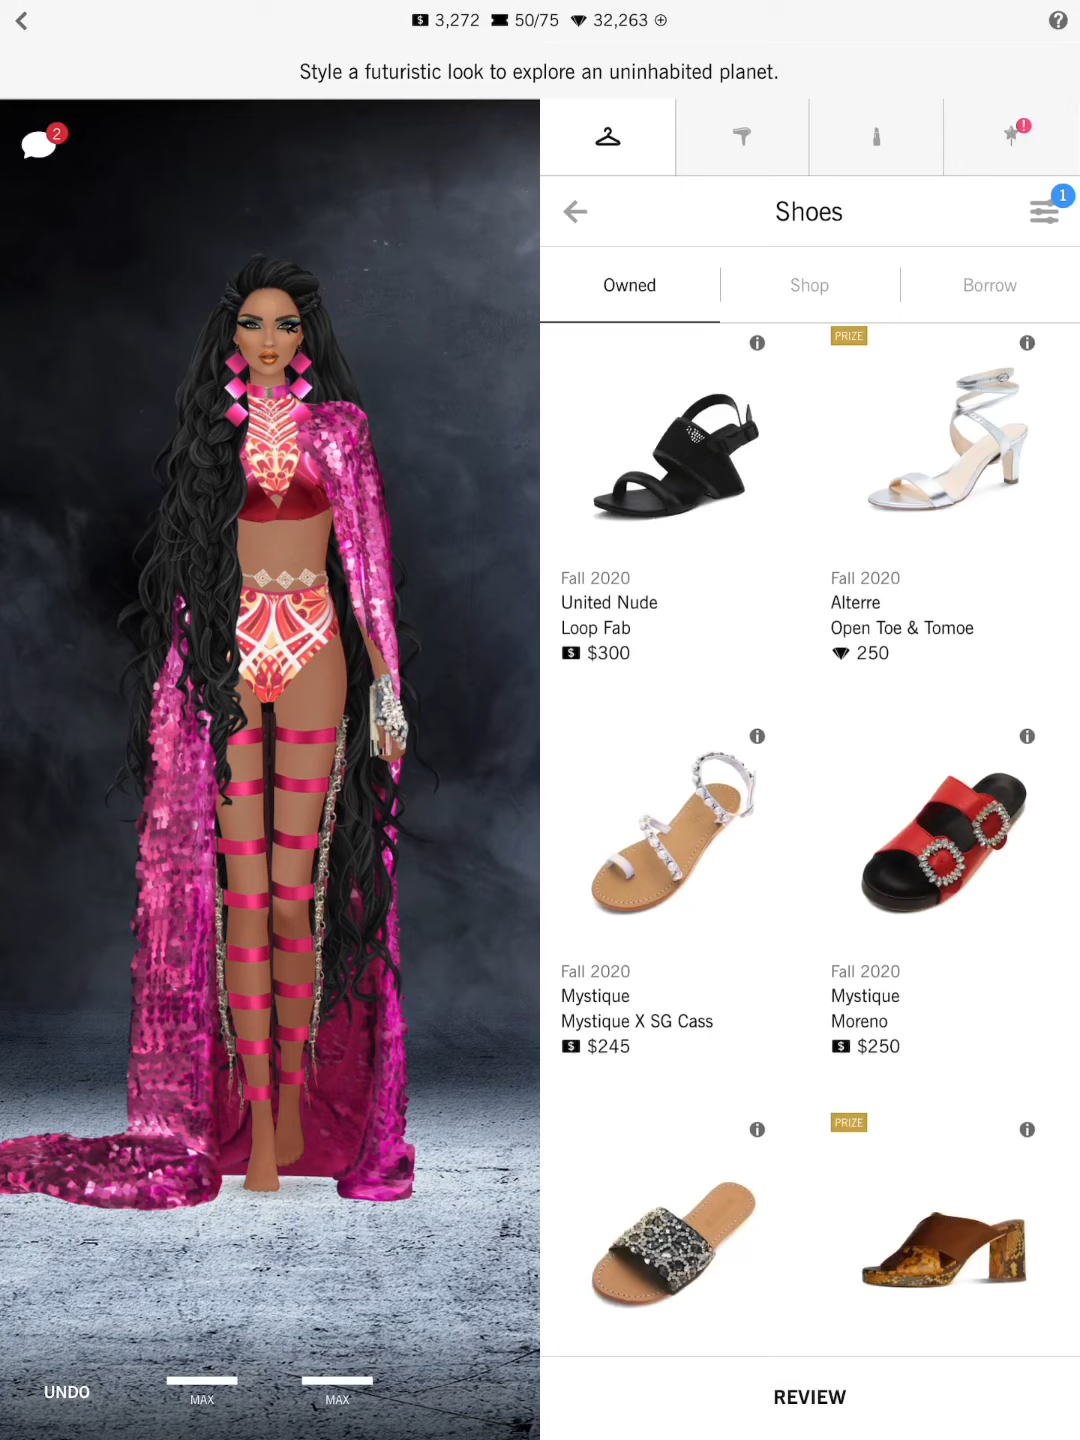 3,272 50/75 32,263
Style a futuristic look to explore an uninhabited planet.
2
!
Shoes
1
Owned Shop Borrow
PRIZE
Fall 2020
United Nude
Loop Fab
$300
Fall 2020
Alterre
Open Toe & Tomoe
250
Fall 2020
Mystique
Mystique X SG Cass
$245
Fall 2020
Mystique
Moreno
$250
PRIZE
UNDO
MAX
MAX
REVIEW